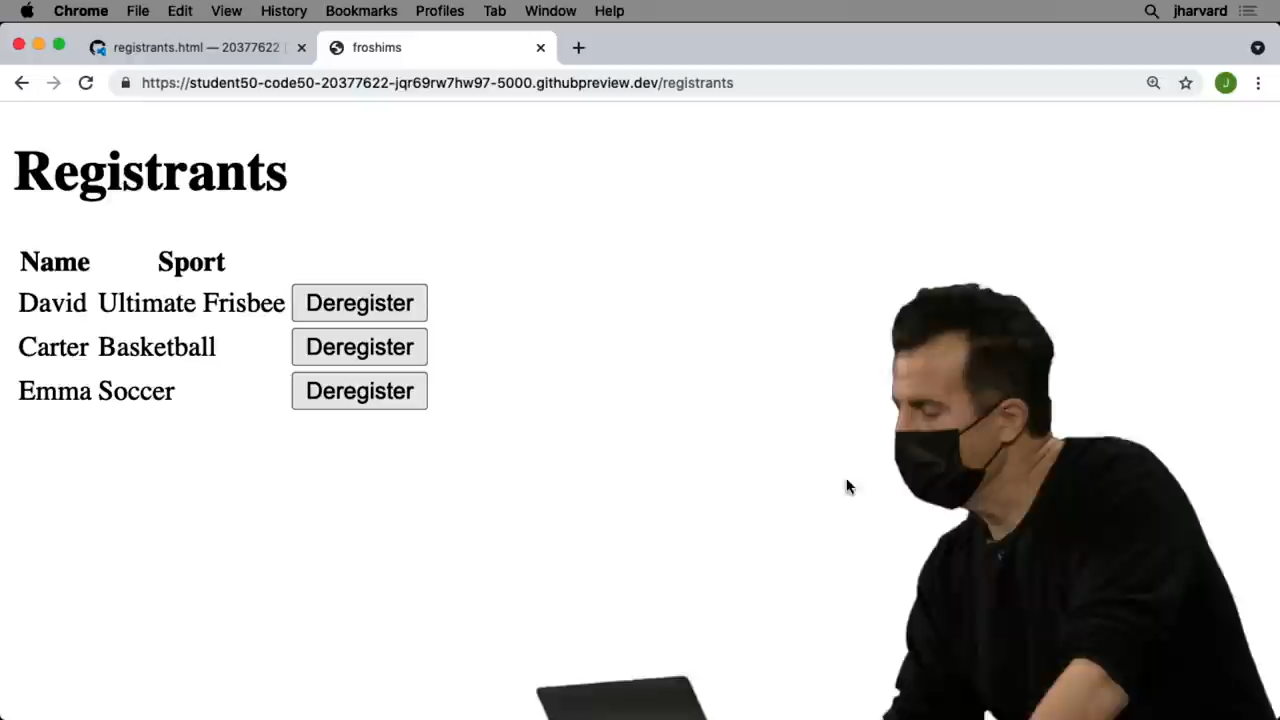 Chrome File Edit View History Bookmarks Profiles Tab Window Help jharvard
registrants.html — 20377622
froshims
https://student50-code50-20377622-jqr69rw7hw97-5000.githubpreview.dev/registrants
J
Registrants
Name Sport
David Ultimate Frisbee Deregister
Carter Basketball Deregister
Emma Soccer Deregister